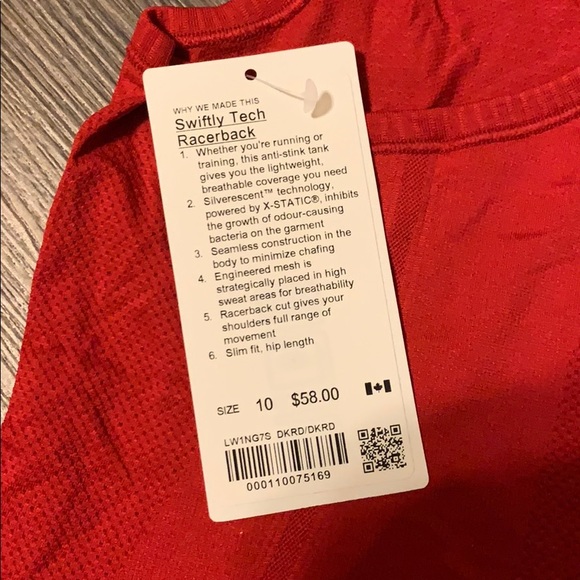 WHY WE MADE THIS
Swiftly Tech
Racerback
1. Whether you're running or
training, this anti-stink tank
gives you the lightweight,
breathable coverage you need
2. Silverescent™ technology,
powered by X-STATIC®, inhibits
the growth of odour-causing
bacteria on the garment
3. Seamless construction in the
body to minimize chafing
4. Engineered mesh is
strategically placed in high
sweat areas for breathability
5. Racerback cut gives your
shoulders full range of
movement
6. Slim fit, hip length
SIZE 10 $58.00
LW1NG7S DKRD/DKRD
000110075169